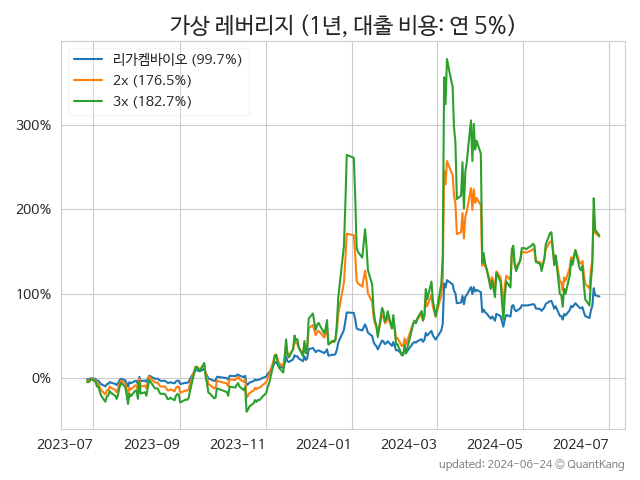 가상 레버리지 (1년, 대출 비용: 연 5%)
리가켐바이오 (99.7%)
2x (176.5%)
3x (182.7%)
300%
200%
100%
0%
2023-07 2023-09 2023-11 2024-01 2024-03 2024-05 2024-07
updated: 2024-06-24 © QuantKang